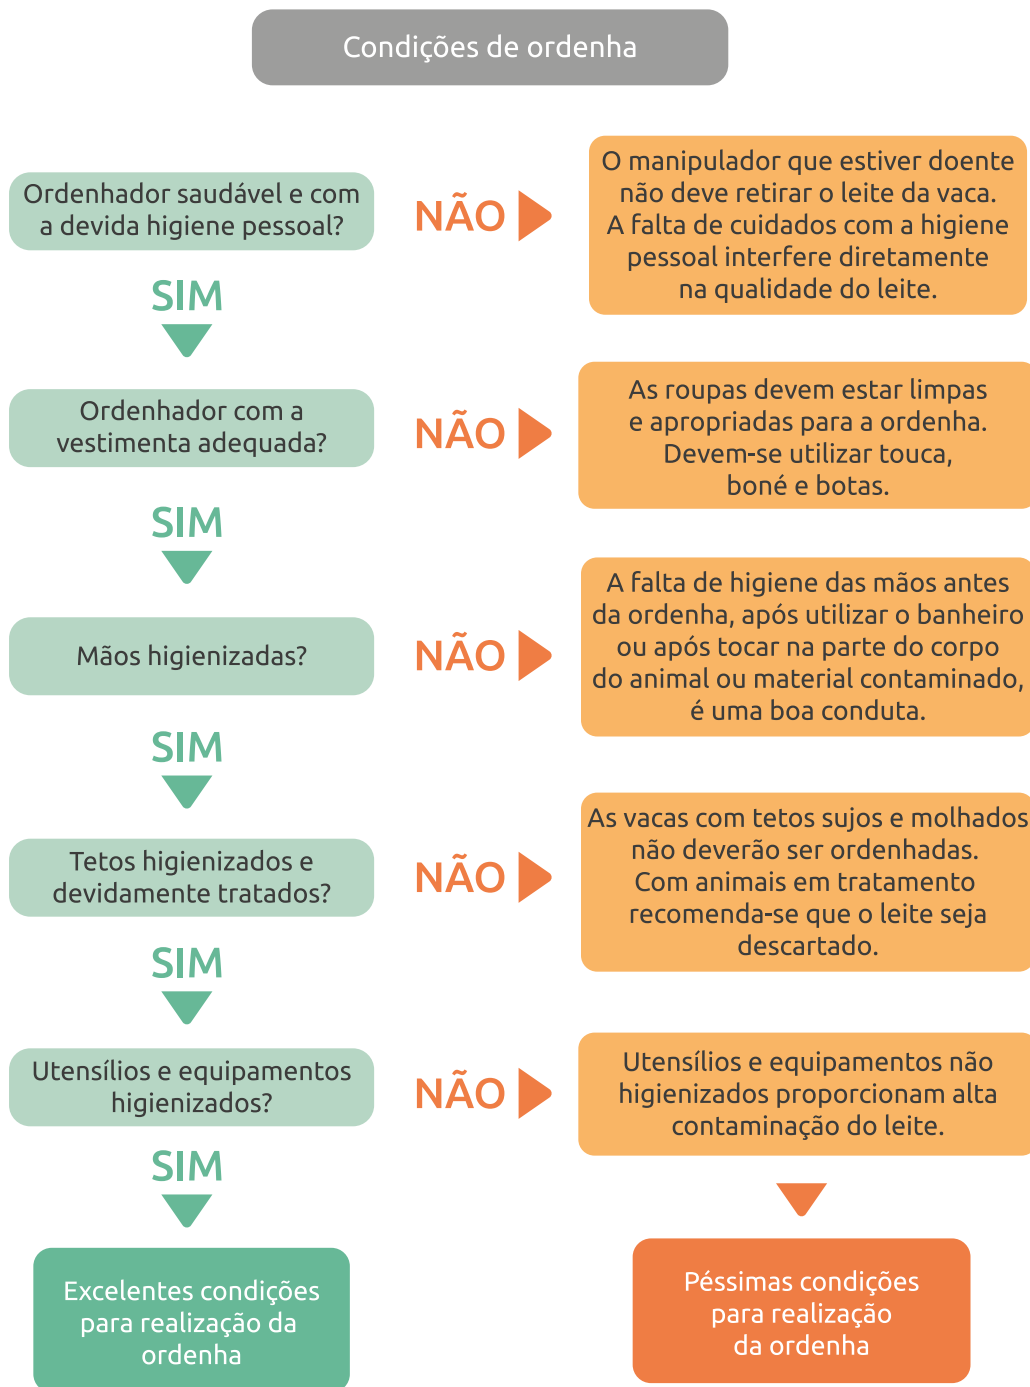 Condições de ordenha
Ordenhador saudável e com
a devida higiene pessoal?
NÃO
O manipulador que estiver doente
não deve retirar o leite da vaca.
A falta de cuidados com a higiene
pessoal interfere diretamente
na qualidade do leite.
SIM
Ordenhador com a
vestimenta adequada?
NÃO
As roupas devem estar limpas
e apropriadas para a ordenha.
Devem-se utilizar touca,
boné e botas.
SIM
Mãos higienizadas?
NÃO
A falta de higiene das mãos antes
da ordenha, após utilizar o banheiro
ou após tocar na parte do corpo
do animal ou material contaminado,
é uma boa conduta.
SIM
Tetos higienizados e
devidamente tratados?
NÃO
As vacas com tetos sujos e molhados
não deverão ser ordenhadas.
Com animais em tratamento
recomenda-se que o leite seja
descartado.
SIM
Utensílios e equipamentos
higienizados?
NÃO
Utensílios e equipamentos não
higienizados proporcionam alta
contaminação do leite.
SIM
Excelentes condições
para realização da
ordenha
Péssimas condições
para realização
da ordenha